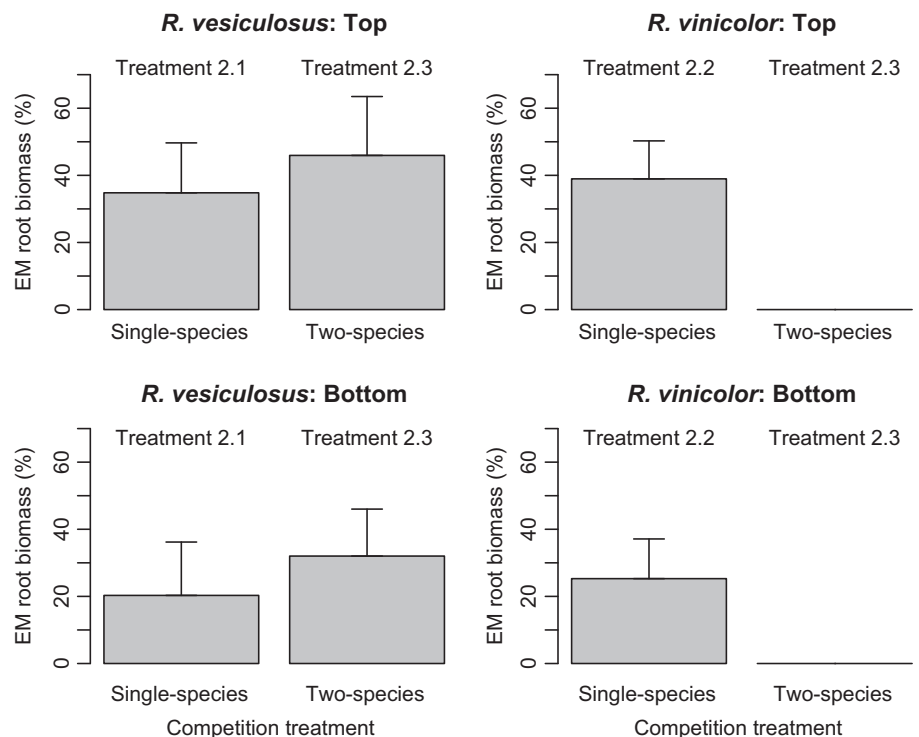 R. vesiculosus: Top
Treatment 2.1 Treatment 2.3
EM root biomass (%)
60
40
20
0
Single-species Two-species
R. vinicolor: Top
Treatment 2.2 Treatment 2.3
EM root biomass (%)
60
40
20
0
Single-species Two-species
R. vesiculosus: Bottom
Treatment 2.1 Treatment 2.3
EM root biomass (%)
60
40
20
0
Single-species Two-species
Competition treatment
R. vinicolor: Bottom
Treatment 2.2 Treatment 2.3
EM root biomass (%)
60
40
20
0
Single-species Two-species
Competition treatment